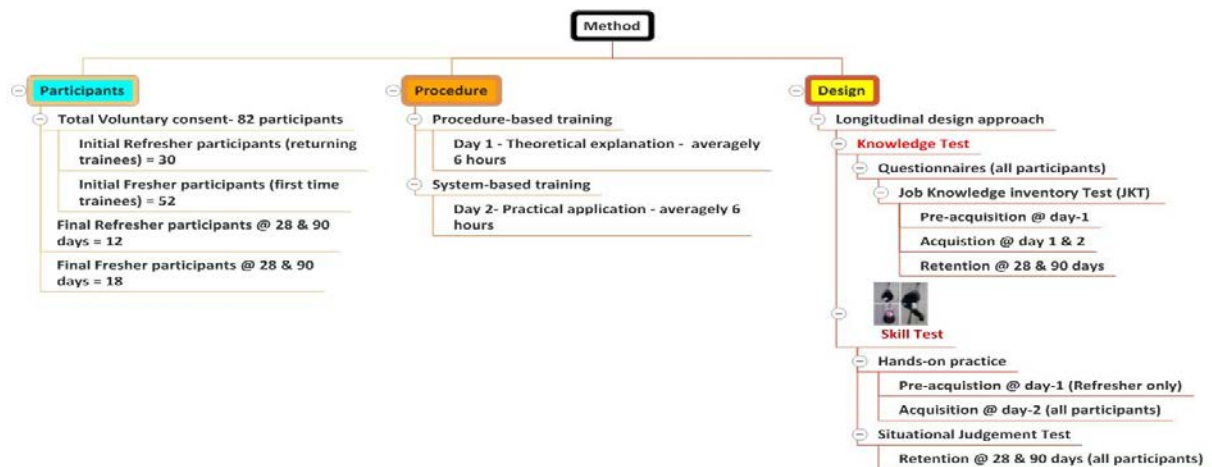 Method
Participants
Total Voluntary consent- 82 participants
Initial Refresher participants (returning
trainees) = 30
Initial Fresher participants (first time
trainees) = 52
Final Refresher participants @ 28 & 90
days = 12
Final Fresher participants @ 28 & 90
days = 18
Procedure
Procedure-based training
Day 1 - Theoretical explanation - averagely
6 hours
System-based training
Day 2- Practical application - averagely 6
hours
Design
Longitudinal design approach
Knowledge Test
Questionnaires (all participants)
Job Knowledge inventory Test (JKT)
Pre-acquisition @ day-1
Acquistion @ day 1 & 2
Retention @ 28 & 90 days
Skill Test
Hands-on practice
Pre-acquistion @ day-1 (Refresher only)
Acquisition @ day-2 (all participants)
Situational Judgement Test
Retention @ 28 & 90 days (all participants)